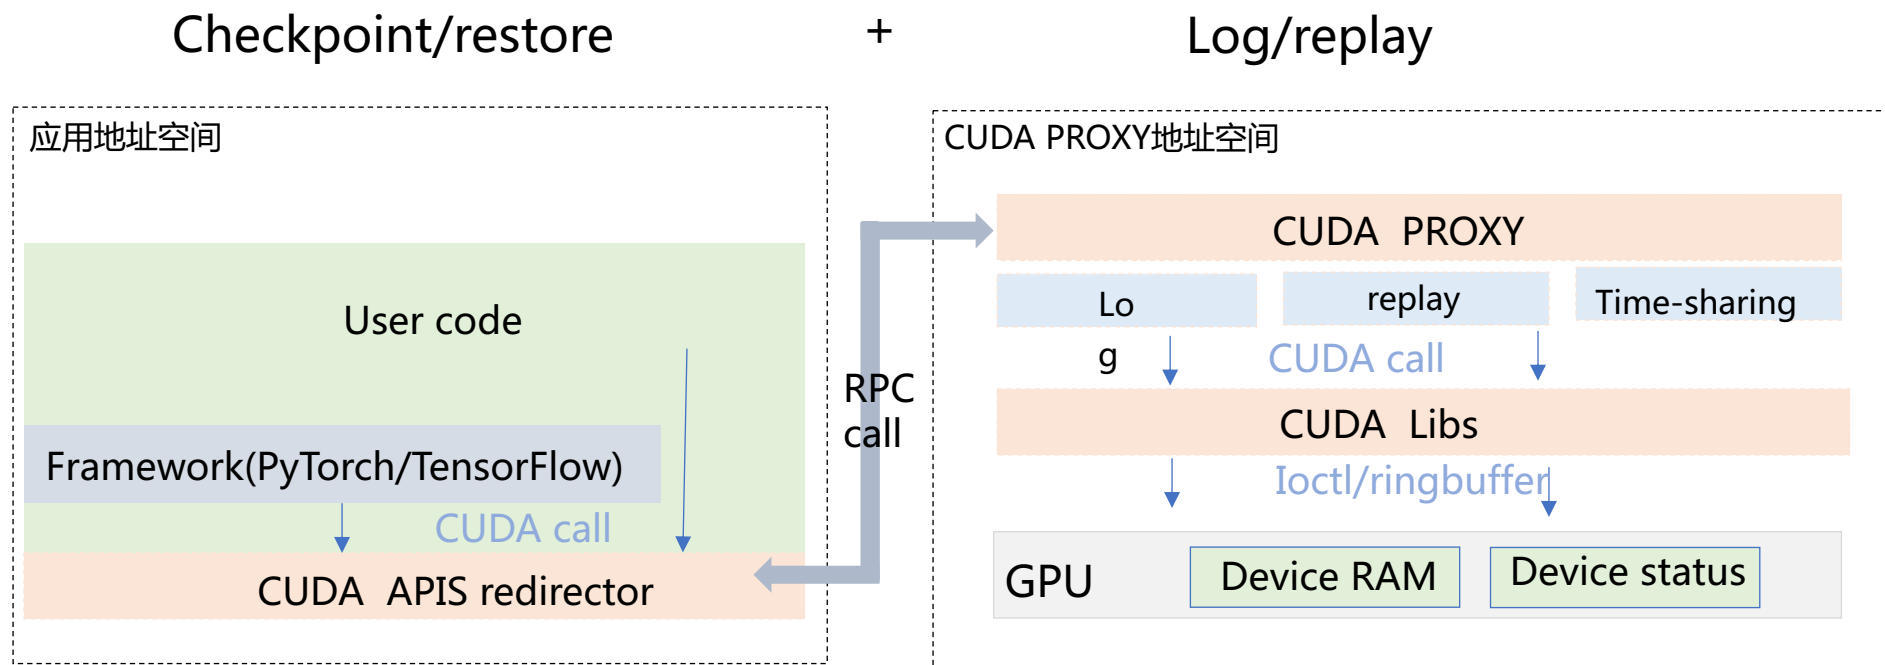 Checkpoint/restore
+
Log/replay
应用地址空间
User code
Framework(PyTorch/TensorFlow)
CUDA call
CUDA APIS redirector
RPC
call
CUDA PROXY地址空间
CUDA PROXY
Lo
g
replay
Time-sharing
CUDA call
CUDA Libs
Ioctl/ringbuffer
GPU
Device RAM
Device status